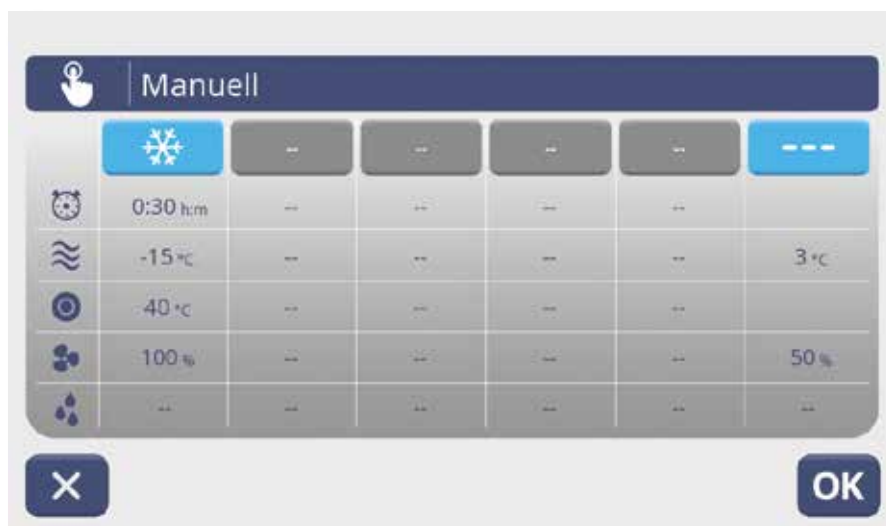 Manuell
-- -- -- -- ---
0:30 h:m -- -- -- --
-15 °C -- -- -- -- 3 °C
40 °C -- -- -- --
100 % -- -- -- -- 50 %
-- -- -- -- -- --
OK